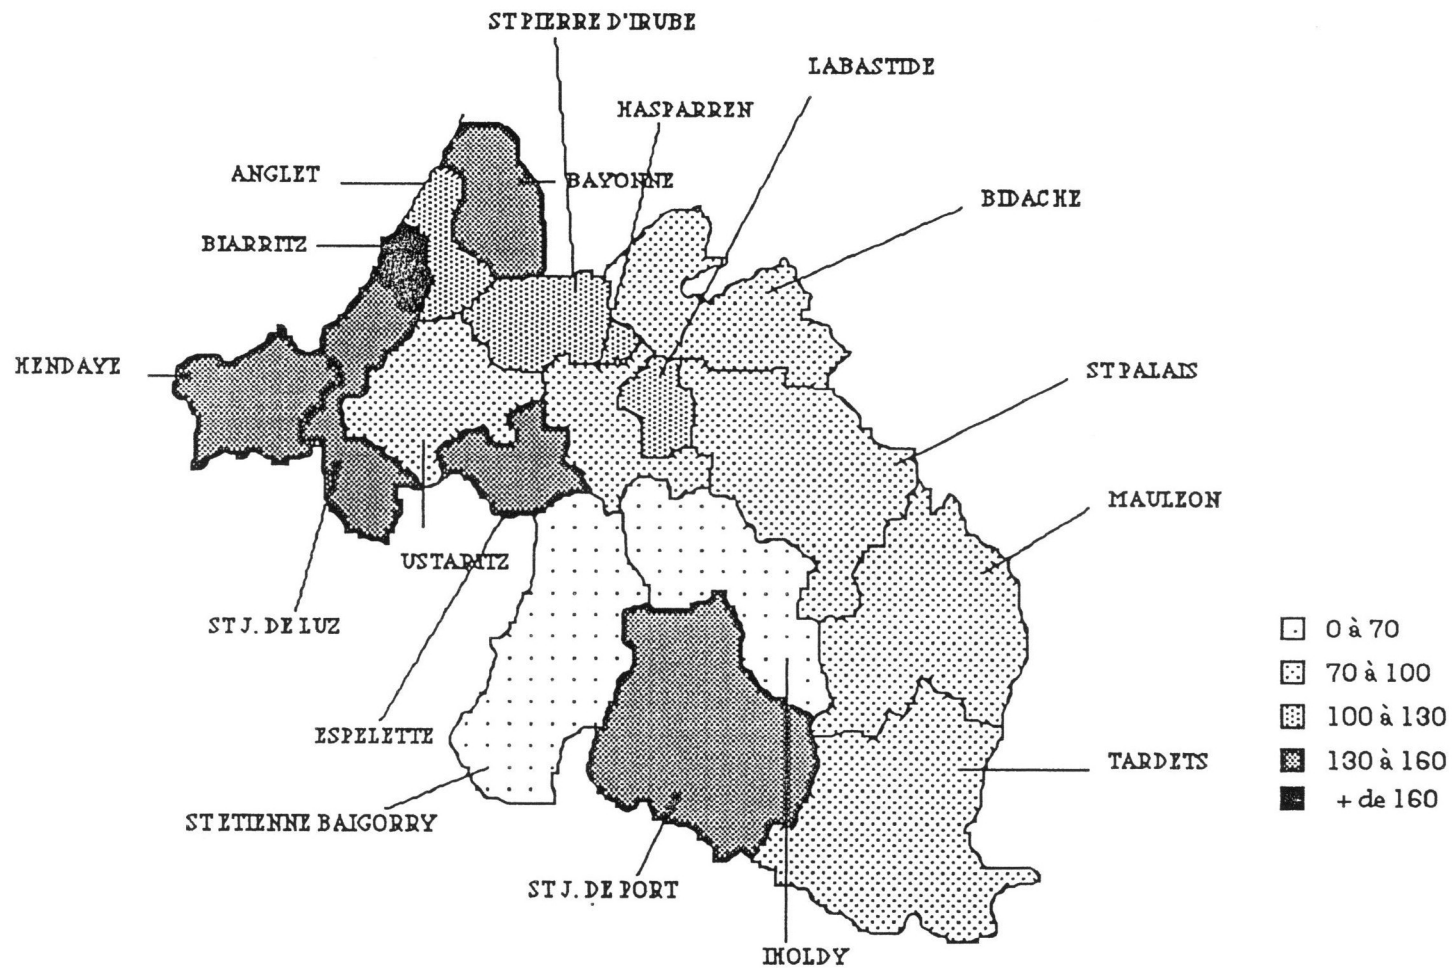 ST PIERRE D'IRUBE
LABASTIDE
HASPARREN
ANGLET
BAYONNE
BIDACHE
BIARRITZ
HENDAYE
ST PALAIS
MAULEON
USTARITZ
ST J. DE LUZ
0 à 70
70 à 100
100 à 130
130 à 160
+ de 160
ESPELETTE
TARDETS
ST ETIENNE BAIGORRY
ST J. DE PORT
IHOLDY